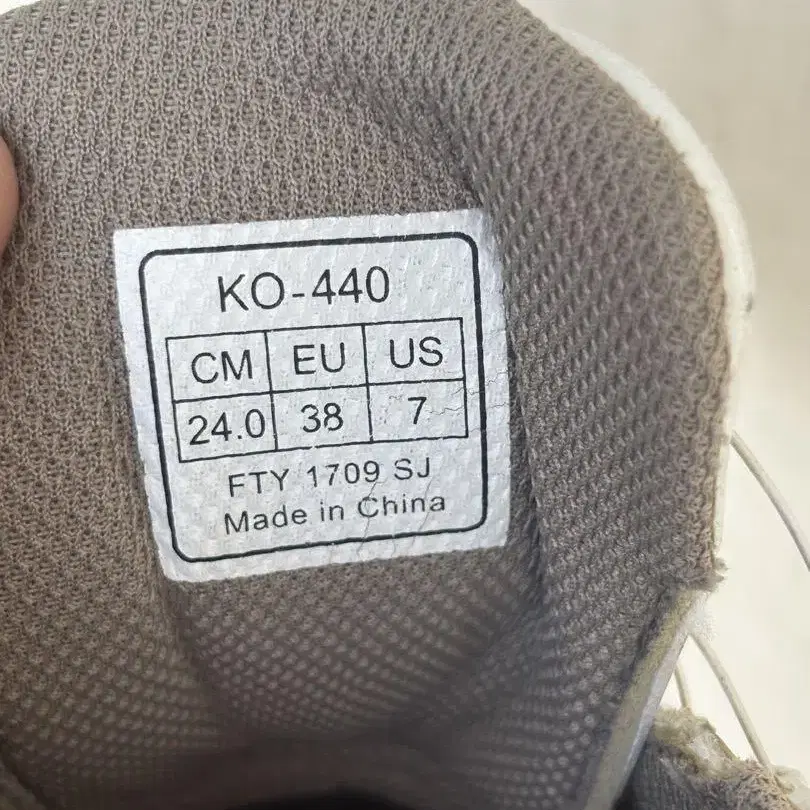 KO-440
CM EU US
24.0 38 7
FTY 1709 SJ
Made in China